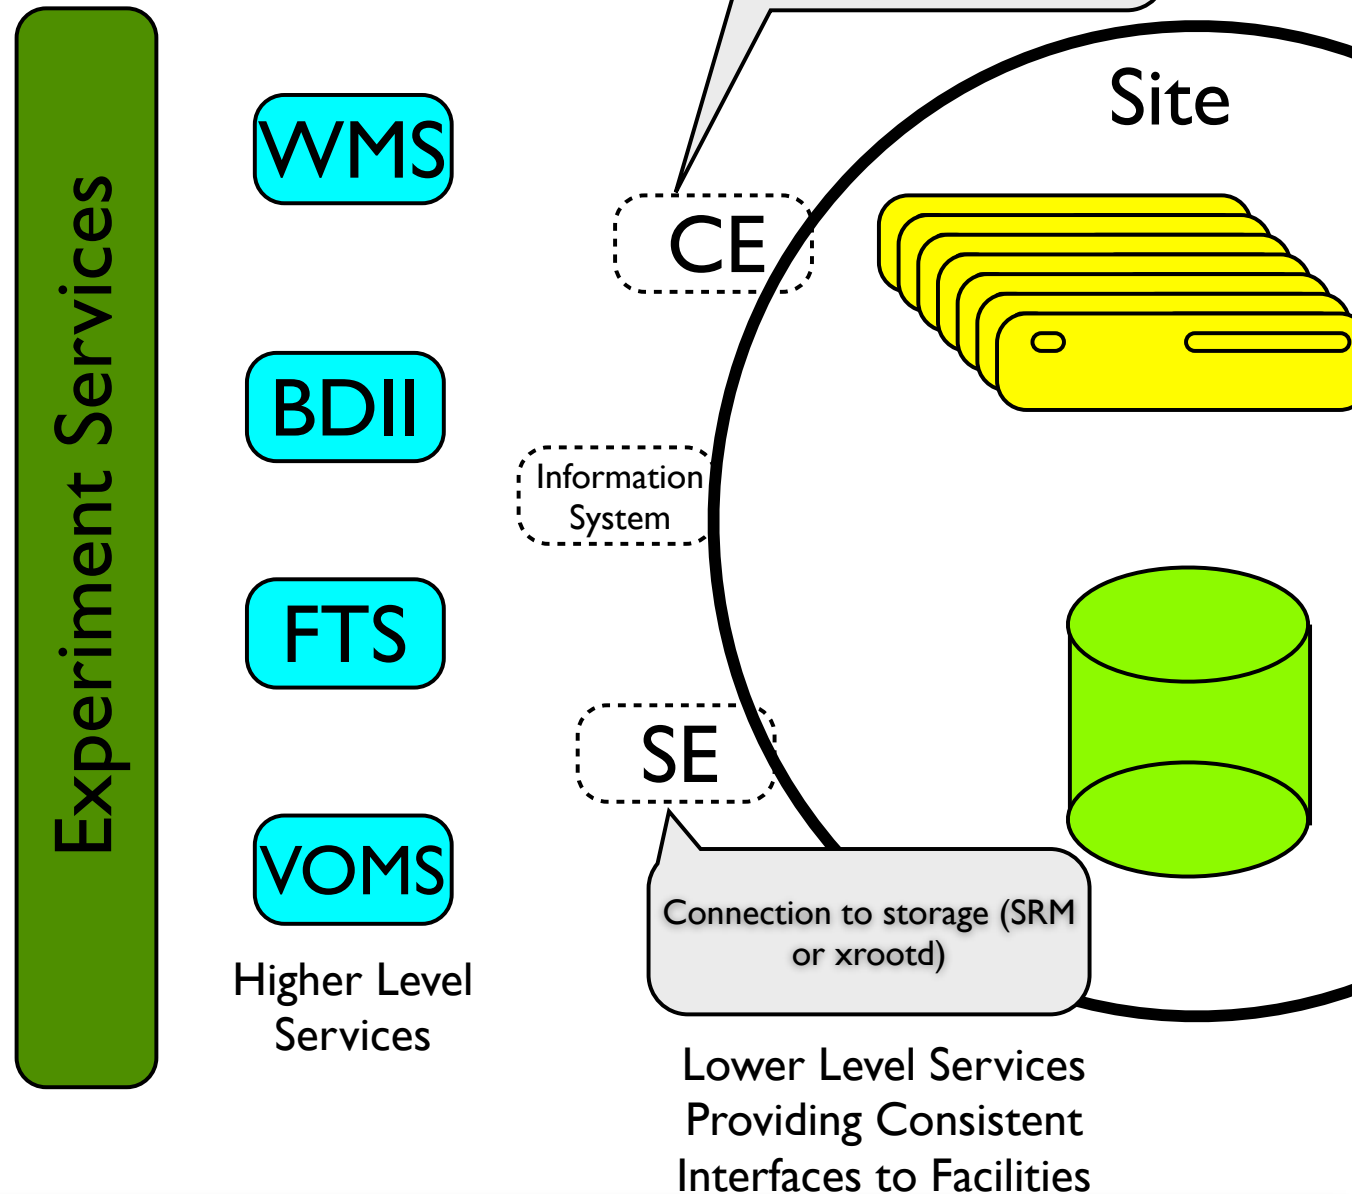 Experiment Services
WMS
BDII
FTS
VOMS
Higher Level
Services
CE
Information
System
SE
Connection to storage (SRM
or xrootd)
Lower Level Services
Providing Consistent
Interfaces to Facilities
Site